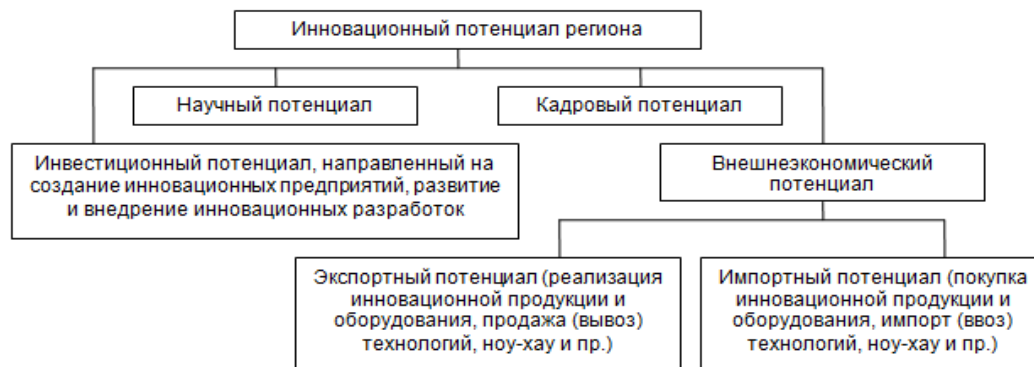 Инновационный потенциал региона
Научный потенциал
Кадровый потенциал
Инвестиционный потенциал, направленный на
создание инновационных предприятий, развитие
и внедрение инновационных разработок
Внешнеэкономический
потенциал
Экспортный потенциал (реализация
инновационной продукции и
оборудования, продажа (вывоз)
технологий, ноу-хау и пр.)
Импортный потенциал (покупка
инновационной продукции и
оборудования, импорт (ввоз)
технологий, ноу-хау и пр.)